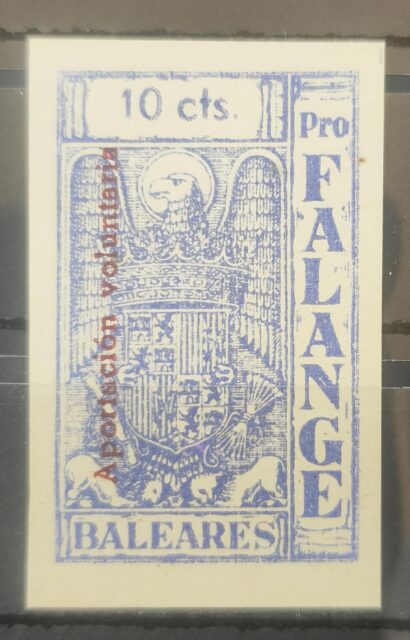 10 cts.
Pro
FALANGE
Aportación voluntaria
BALEARES